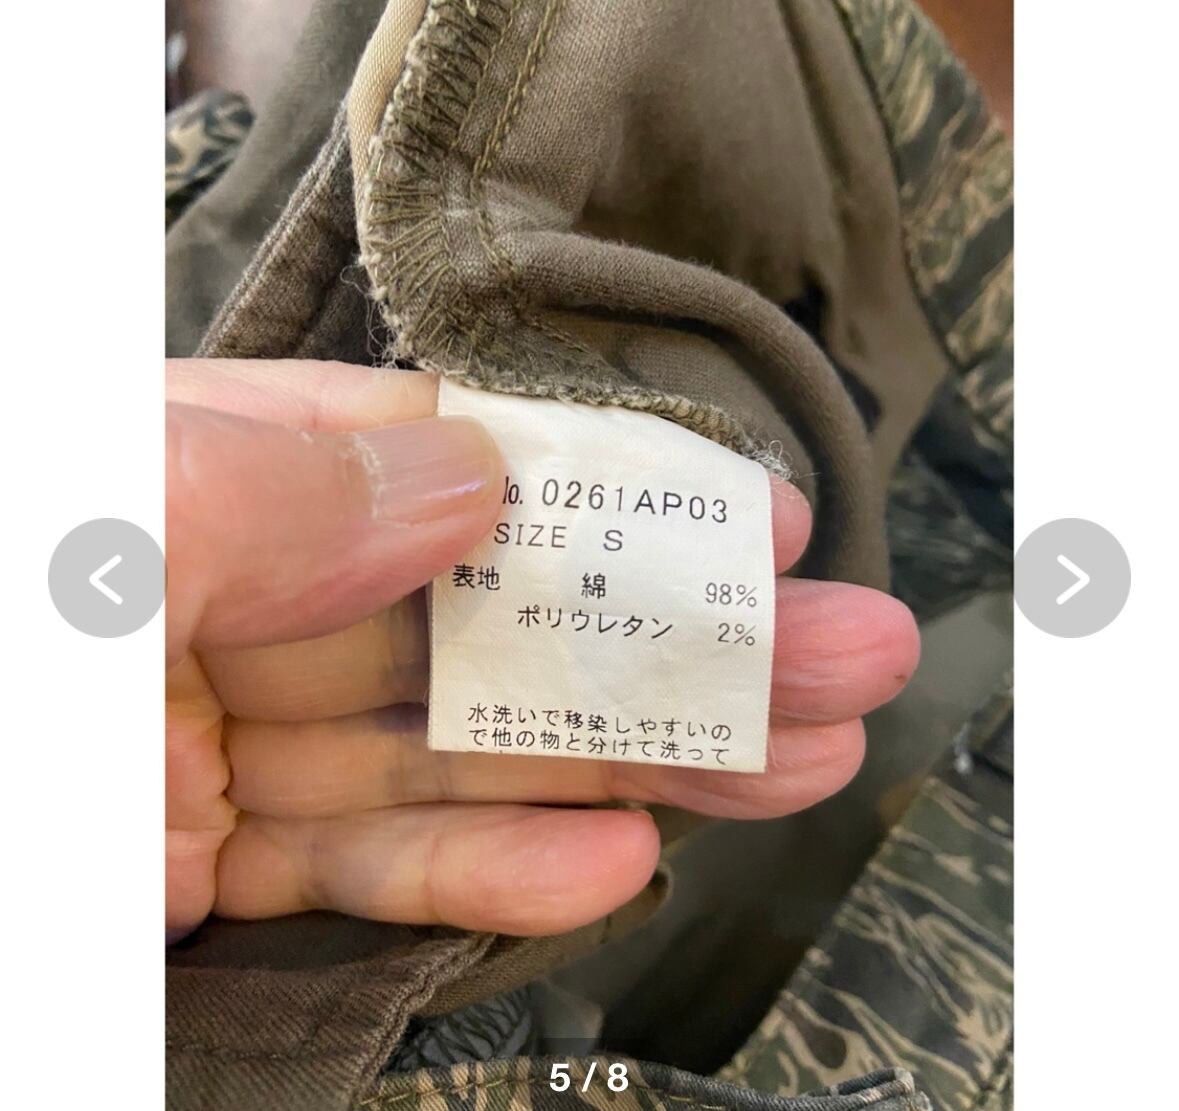 No. 0261AP03
SIZE S
表地 綿 98%
ポリウレタン 2%
水洗いで移染しやすいの
で他の物と分けて洗って
5 / 8